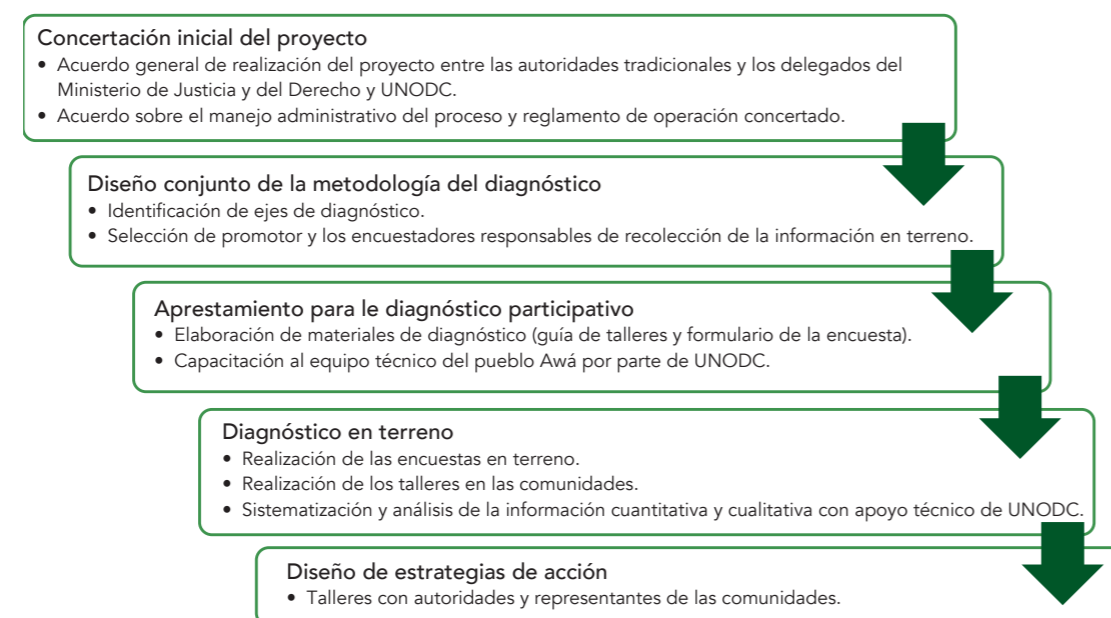 Concertación inicial del proyecto
• Acuerdo general de realización del proyecto entre las autoridades tradicionales y los delegados del
Ministerio de Justicia y del Derecho y UNODC.
• Acuerdo sobre el manejo administrativo del proceso y reglamento de operación concertado.
Diseño conjunto de la metodología del diagnóstico
• Identificación de ejes de diagnóstico.
• Selección de promotor y los encuestadores responsables de recolección de la información en terreno.
Aprestamiento para le diagnóstico participativo
• Elaboración de materiales de diagnóstico (guía de talleres y formulario de la encuesta).
• Capacitación al equipo técnico del pueblo Awá por parte de UNODC.
Diagnóstico en terreno
• Realización de las encuestas en terreno.
• Realización de los talleres en las comunidades.
• Sistematización y análisis de la información cuantitativa y cualitativa con apoyo técnico de UNODC.
Diseño de estrategias de acción
• Talleres con autoridades y representantes de las comunidades.